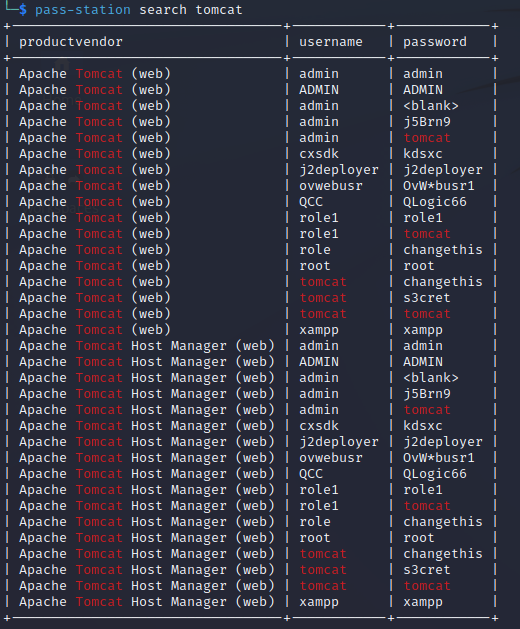 └─$ pass-station search tomcat
+----------------------------------+------------+------------+
| productvendor | username | password |
+----------------------------------+------------+------------+
| Apache Tomcat (web) | admin | admin |
| Apache Tomcat (web) | ADMIN | ADMIN |
| Apache Tomcat (web) | admin | <blank> |
| Apache Tomcat (web) | admin | j5Brn9 |
| Apache Tomcat (web) | admin | tomcat |
| Apache Tomcat (web) | cxsdk | kdsxc |
| Apache Tomcat (web) | j2deployer | j2deployer |
| Apache Tomcat (web) | ovwebusr | OvW*busr1 |
| Apache Tomcat (web) | QCC | QLogic66 |
| Apache Tomcat (web) | role1 | role1 |
| Apache Tomcat (web) | role1 | tomcat |
| Apache Tomcat (web) | role | changethis |
| Apache Tomcat (web) | root | root |
| Apache Tomcat (web) | tomcat | changethis |
| Apache Tomcat (web) | tomcat | s3cret |
| Apache Tomcat (web) | tomcat | tomcat |
| Apache Tomcat (web) | xampp | xampp |
| Apache Tomcat Host Manager (web) | admin | admin |
| Apache Tomcat Host Manager (web) | ADMIN | ADMIN |
| Apache Tomcat Host Manager (web) | admin | <blank> |
| Apache Tomcat Host Manager (web) | admin | j5Brn9 |
| Apache Tomcat Host Manager (web) | admin | tomcat |
| Apache Tomcat Host Manager (web) | cxsdk | kdsxc |
| Apache Tomcat Host Manager (web) | j2deployer | j2deployer |
| Apache Tomcat Host Manager (web) | ovwebusr | OvW*busr1 |
| Apache Tomcat Host Manager (web) | QCC | QLogic66 |
| Apache Tomcat Host Manager (web) | role1 | role1 |
| Apache Tomcat Host Manager (web) | role1 | tomcat |
| Apache Tomcat Host Manager (web) | role | changethis |
| Apache Tomcat Host Manager (web) | root | root |
| Apache Tomcat Host Manager (web) | tomcat | changethis |
| Apache Tomcat Host Manager (web) | tomcat | s3cret |
| Apache Tomcat Host Manager (web) | tomcat | tomcat |
| Apache Tomcat Host Manager (web) | xampp | xampp |
+----------------------------------+------------+------------+